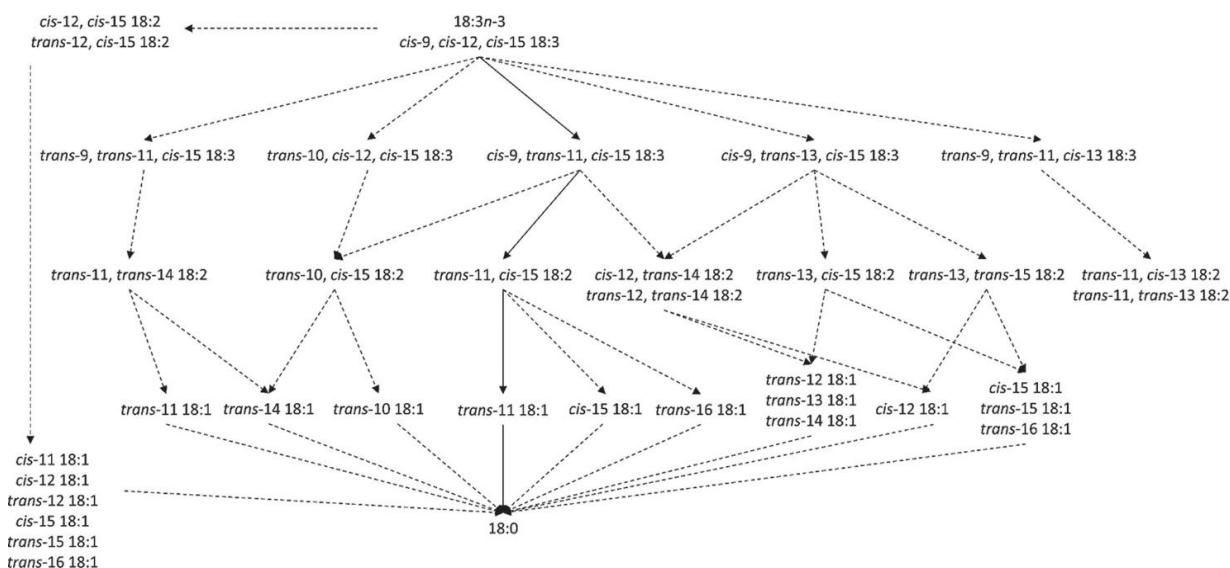 cis-12, cis-15 18:2
trans-12, cis-15 18:2
18:3n-3
cis-9, cis-12, cis-15 18:3
trans-9, trans-11, cis-15 18:3
trans-10, cis-12, cis-15 18:3
cis-9, trans-11, cis-15 18:3
cis-9, trans-13, cis-15 18:3
trans-9, trans-11, cis-13 18:3
trans-11, trans-14 18:2
trans-10, cis-15 18:2
trans-11, cis-15 18:2
cis-12, trans-14 18:2
trans-12, trans-14 18:2
trans-13, cis-15 18:2
trans-13, trans-15 18:2
trans-11, cis-13 18:2
trans-11, trans-13 18:2
trans-11 18:1
trans-14 18:1
trans-10 18:1
trans-11 18:1
cis-15 18:1
trans-16 18:1
trans-12 18:1
trans-13 18:1
trans-14 18:1
cis-12 18:1
cis-15 18:1
trans-15 18:1
trans-16 18:1
cis-11 18:1
cis-12 18:1
trans-12 18:1
cis-15 18:1
trans-15 18:1
trans-16 18:1
18:0